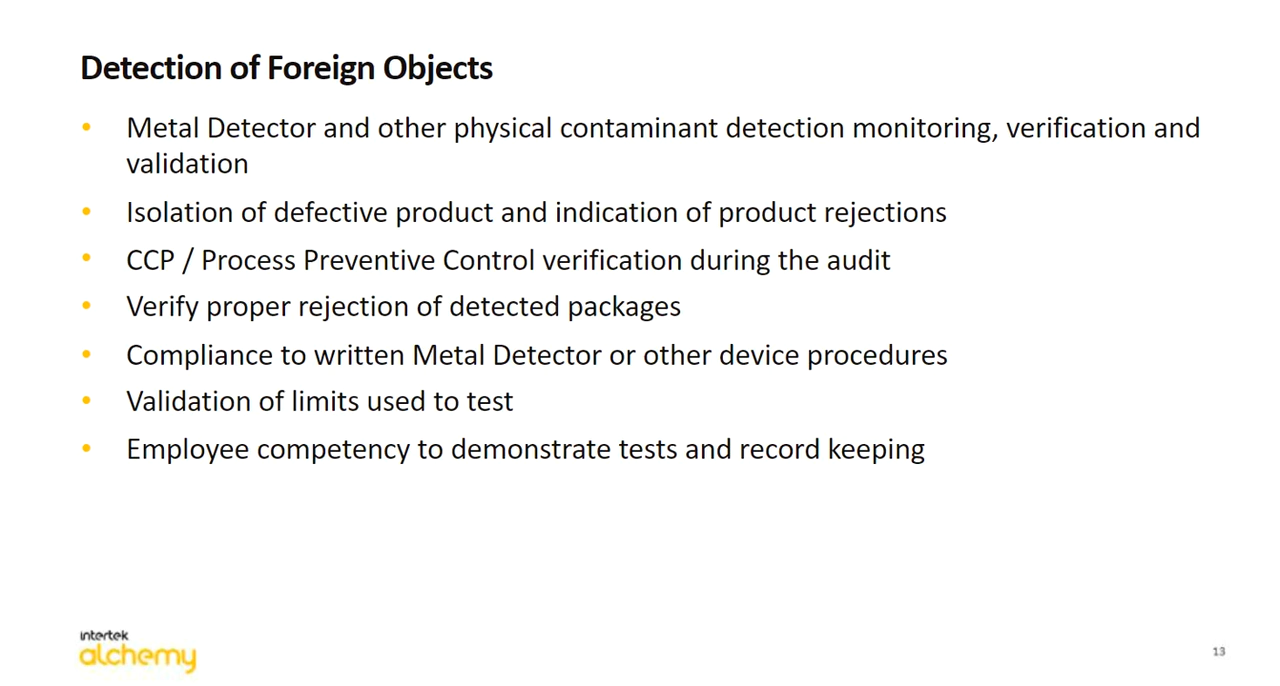 Detection of Foreign Objects
• Metal Detector and other physical contaminant detection monitoring, verification and
validation
• Isolation of defective product and indication of product rejections
• CCP / Process Preventive Control verification during the audit
• Verify proper rejection of detected packages
• Compliance to written Metal Detector or other device procedures
• Validation of limits used to test
• Employee competency to demonstrate tests and record keeping
intertek
alchemy
13